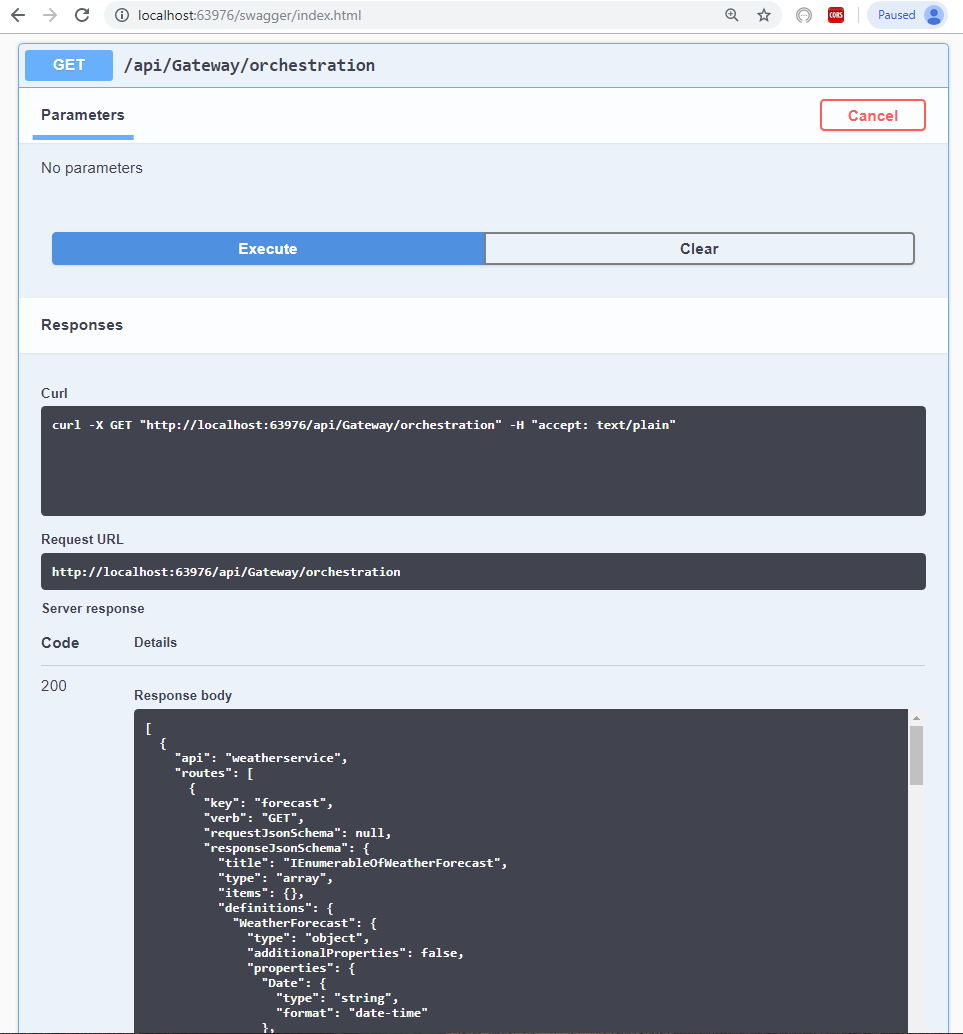 localhost:63976/swagger/index.html
CORS
Paused
GET /api/Gateway/orchestration
Parameters
Cancel
No parameters
Execute
Clear
Responses
Curl
curl -X GET "http://localhost:63976/api/Gateway/orchestration" -H "accept: text/plain"
Request URL
http://localhost:63976/api/Gateway/orchestration
Server response
Code Details
200
Response body
[
  {
    "api": "weatherservice",
    "routes": [
      {
        "key": "forecast",
        "verb": "GET",
        "requestJsonSchema": null,
        "responseJsonSchema": {
          "title": "IEnumerableOfWeatherForecast",
          "type": "array",
          "items": {},
          "definitions": {
            "WeatherForecast": {
              "type": "object",
              "additionalProperties": false,
              "properties": {
                "Date": {
                  "type": "string",
                  "format": "date-time"
                },